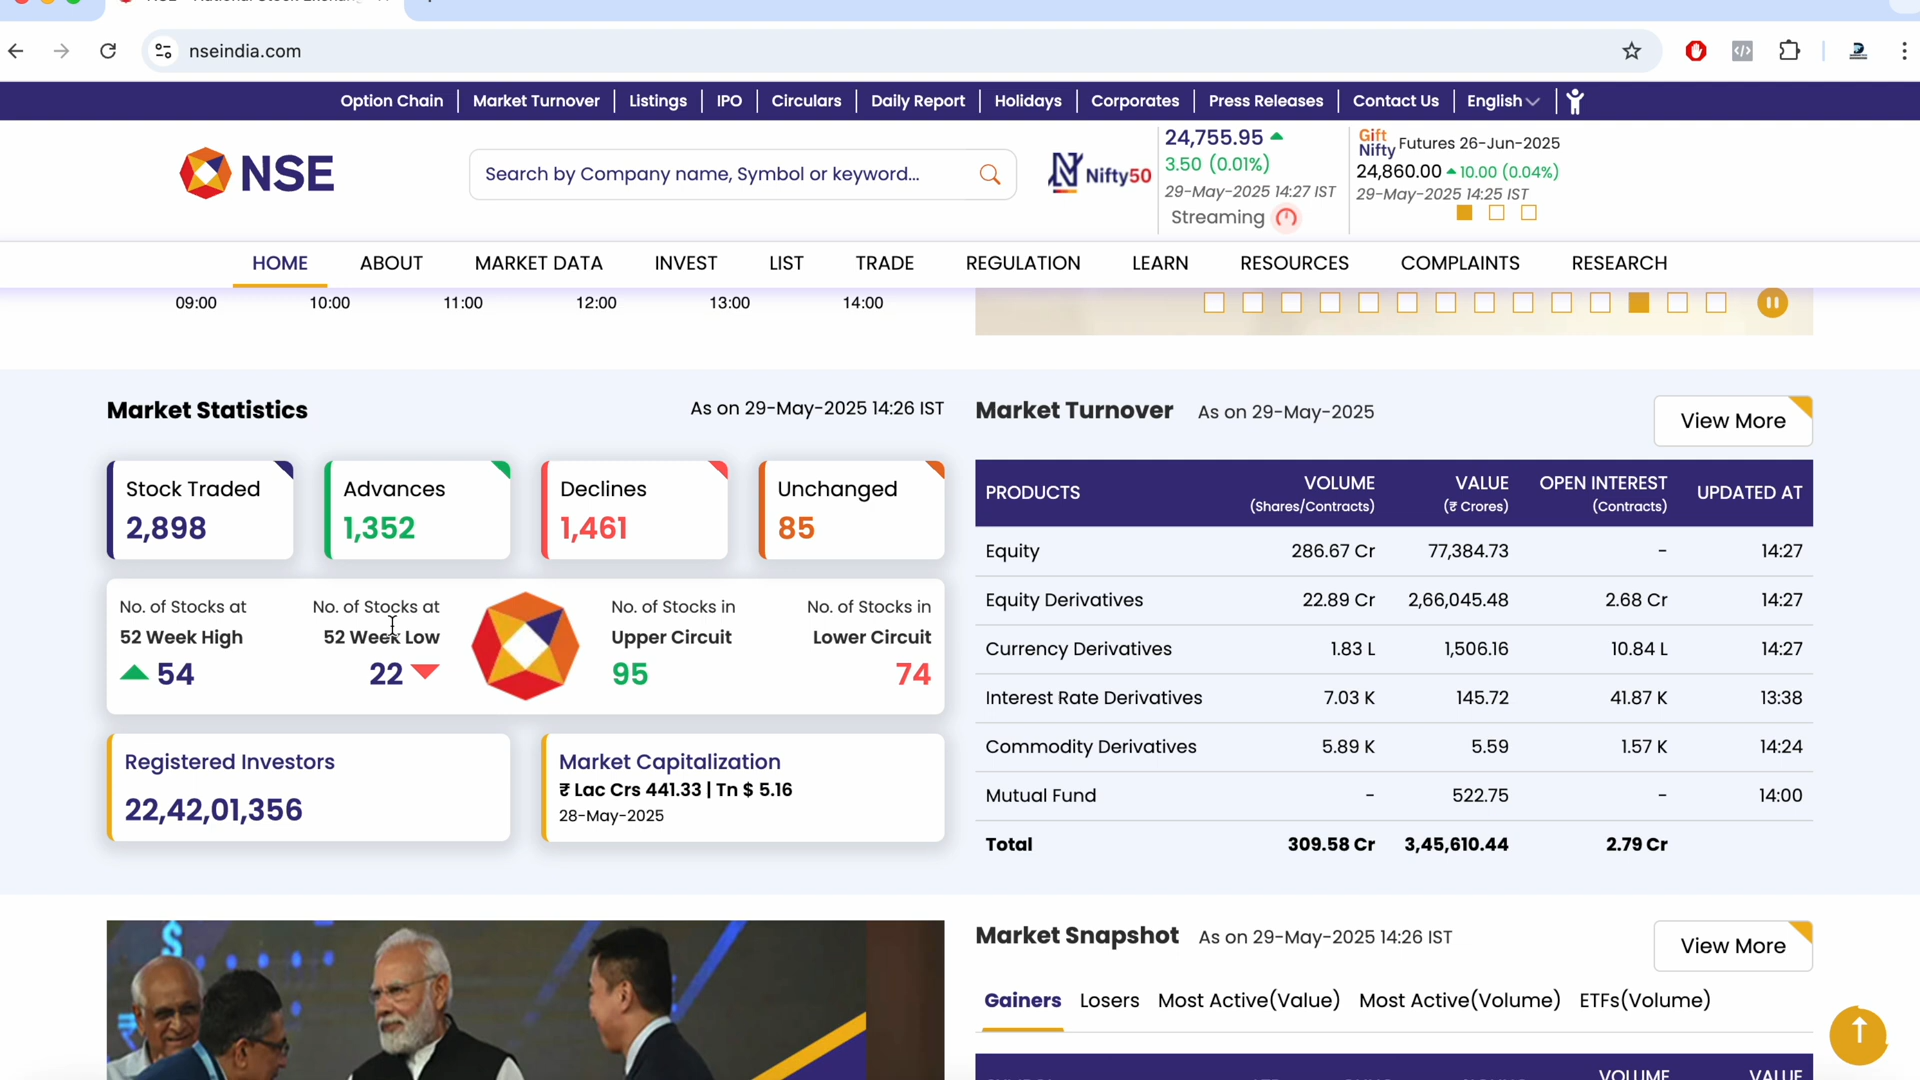 nseindia.com
Option Chain
Market Turnover
Listings
IPO
Circulars
Daily Report
Holidays
Corporates
Press Releases
Contact Us
English
NSE
Search by Company name, Symbol or keyword...
Nifty50
24,755.95
3.50 (0.01%)
29-May-2025 14:27 IST
Streaming
Gift
Nifty
Futures 26-Jun-2025
24,860.00 10.00 (0.04%)
29-May-2025 14:25 IST
HOME
ABOUT
MARKET DATA
INVEST
LIST
TRADE
REGULATION
LEARN
RESOURCES
COMPLAINTS
RESEARCH
09:00 10:00 11:00 12:00 13:00 14:00
Market Statistics
As on 29-May-2025 14:26 IST
Stock Traded
2,898
Advances
1,352
Declines
1,461
Unchanged
85
No. of Stocks at
52 Week High
54
No. of Stocks at
52 Week Low
22
No. of Stocks in
Upper Circuit
95
No. of Stocks in
Lower Circuit
74
Registered Investors
22,42,01,356
Market Capitalization
₹ Lac Crs 441.33 | Tn $ 5.16
28-May-2025
Market Turnover As on 29-May-2025
View More
PRODUCTS VOLUME (Shares/Contracts) VALUE (₹ Crores) OPEN INTEREST (Contracts) UPDATED AT
Equity 286.67 Cr 77,384.73 - 14:27
Equity Derivatives 22.89 Cr 2,66,045.48 2.68 Cr 14:27
Currency Derivatives 1.83 L 1,506.16 10.84 L 14:27
Interest Rate Derivatives 7.03 K 145.72 41.87 K 13:38
Commodity Derivatives 5.89 K 5.59 1.57 K 14:24
Mutual Fund - 522.75 - 14:00
Total 309.58 Cr 3,45,610.44 2.79 Cr
Market Snapshot As on 29-May-2025 14:26 IST
View More
Gainers Losers Most Active(Value) Most Active(Volume) ETFs(Volume)
VOLUME VALUE